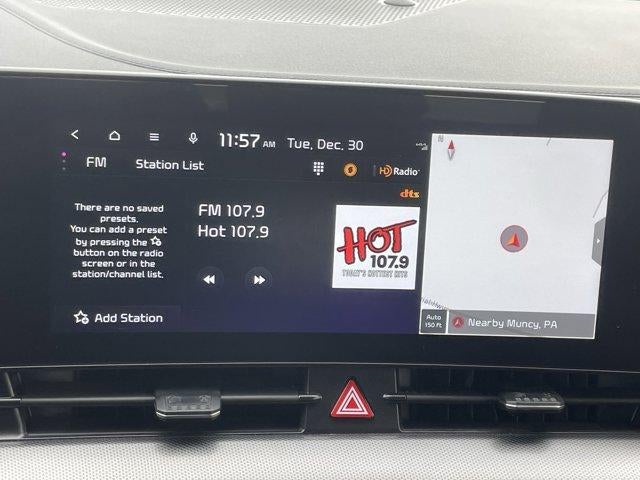 11:57 AM Tue, Dec. 30
FM Station List
HD Radio
dts
There are no saved
presets.
You can add a preset
by pressing the
button on the radio
screen or in the
station/channel list.
FM 107.9
Hot 107.9
HOT
107.9
TODAY'S HOTTEST HITS
Add Station
N
Auto
150 ft
Nearby Muncy, PA